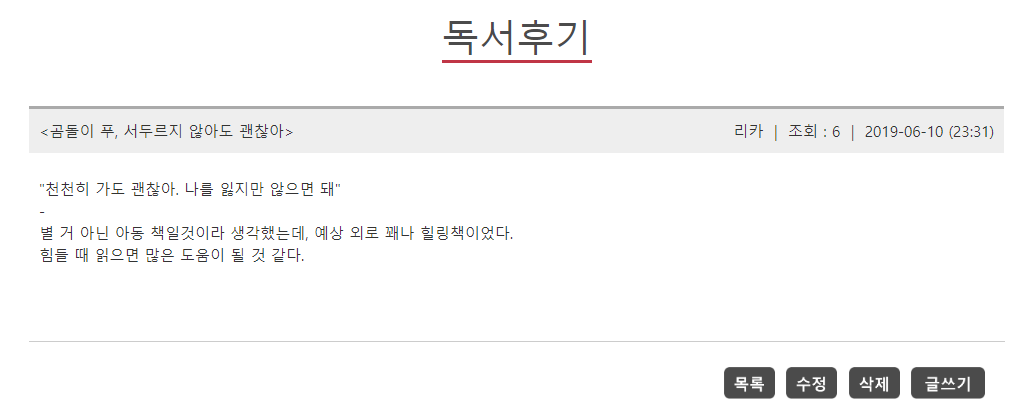 독서후기
<곰돌이 푸, 서두르지 않아도 괜찮아> 리카 | 조회 : 6 | 2019-06-10 (23:31)
"천천히 가도 괜찮아. 나를 잃지만 않으면 돼"
-
별 거 아닌 아동 책일것이라 생각했는데, 예상 외로 꽤나 힐링책이었다.
힘들 때 읽으면 많은 도움이 될 것 같다.
목록 수정 삭제 글쓰기